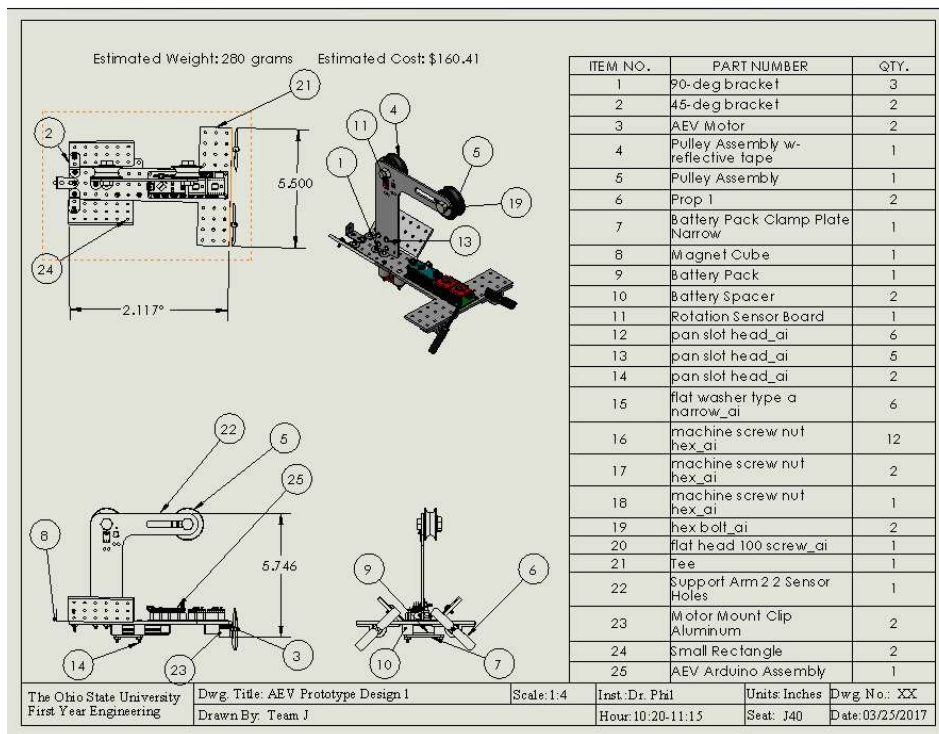 Estimated Weight: 280 grams Estimated Cost: $160.41
21
2
4
11
5
1
19
13
5.500
24
2.117°
22
5
25
8
5.746
9
6
14
23
3
10
7
ITEM NO. PART NUMBER QTY.
1 90-deg bracket 3
2 45-deg bracket 2
3 AEV Motor 2
4 Pulley Assembly w-
reflective tape 1
5 Pulley Assembly 1
6 Prop 1 2
7 Battery Pack Clamp Plate
Narrow 1
8 Magnet Cube 1
9 Battery Pack 1
10 Battery Spacer 2
11 Rotation Sensor Board 1
12 pan slot head_ai 6
13 pan slot head_ai 5
14 pan slot head_ai 2
15 flat washer type a
narrow_ai 6
16 machine screw nut
hex_ai 12
17 machine screw nut
hex_ai 2
18 machine screw nut
hex_ai 1
19 hex bolt_ai 2
20 flat head 100 screw_ai 1
21 Tee 1
22 Support Arm 2 2 Sensor
Holes 1
23 Motor Mount Clip
Aluminum 2
24 Small Rectangle 2
25 AEV Arduino Assembly 1
The Ohio State University
First Year Engineering
Dwg. Title: AEV Prototype Design 1 Scale: 1:4 Inst.: Dr. Phil Units: Inches Dwg. No.: XX
Drawn By: Team J Hour: 10:20-11:15 Seat: J40 Date: 03/25/2017